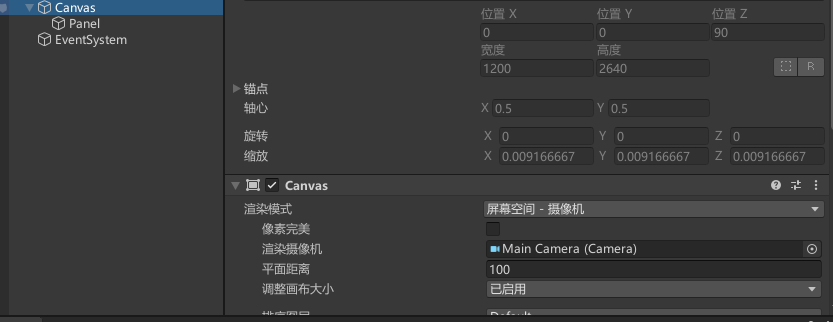 Canvas
Panel
EventSystem
位置 X 位置 Y 位置 Z
0 0 90
宽度 高度
1200 2640
R
锚点
轴心 X 0.5 Y 0.5
旋转 X 0 Y 0 Z 0
缩放 X 0.009166667 Y 0.009166667 Z 0.009166667
Canvas
渲染模式 屏幕空间 - 摄像机
像素完美
渲染摄像机 Main Camera (Camera)
平面距离 100
调整画布大小 已启用
Default